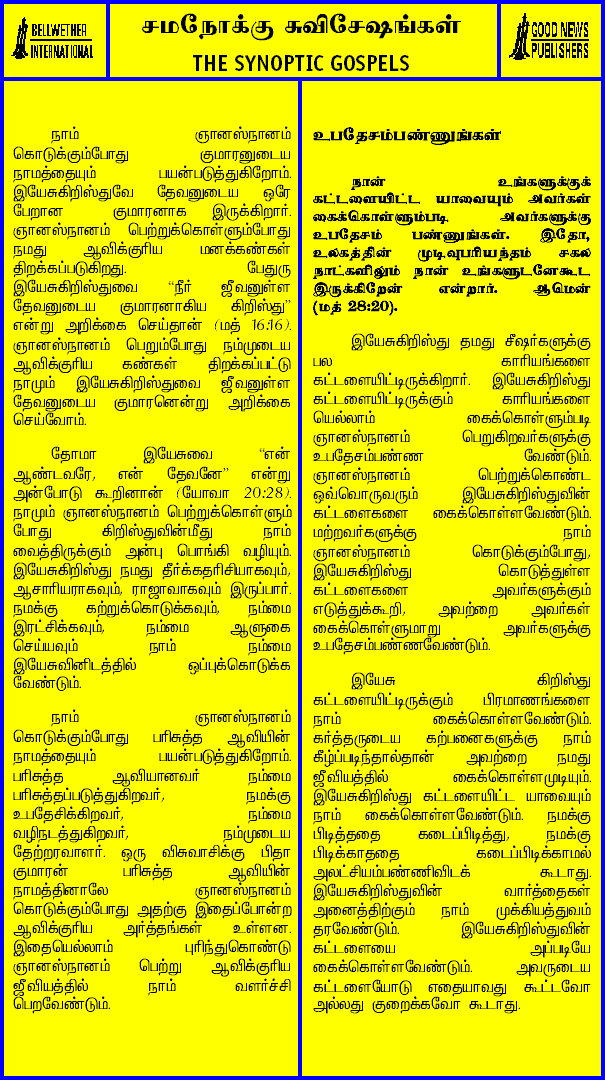 BELLWETHER
INTERNATIONAL
சமநோக்கு சுவிசேஷங்கள்
THE SYNOPTIC GOSPELS
GOOD NEWS
PUBLISHERS
நாம் ஞானஸ்நானம்
கொடுக்கும்போது குமாரனுடைய
நாமத்தையும் பயன்படுத்துகிறோம்.
இயேசுகிறிஸ்துவே தேவனுடைய ஒரே
பேறான குமாரனாக இருக்கிறார்.
ஞானஸ்நானம் பெற்றுக்கொள்ளும்போது
நமது ஆவிக்குரிய மனக்கண்கள்
திறக்கப்படுகிறது. பேதுரு
இயேசுகிறிஸ்துவை “நீர் ஜீவனுள்ள
தேவனுடைய குமாரனாகிய கிறிஸ்து”
என்று அறிக்கை செய்தான் (மத் 16:16).
ஞானஸ்நானம் பெறும்போது நம்முடைய
ஆவிக்குரிய கண்கள் திறக்கப்பட்டு
நாமும் இயேசுகிறிஸ்துவை ஜீவனுள்ள
தேவனுடைய குமாரனென்று அறிக்கை
செய்வோம்.
தோமா இயேசுவை “என்
ஆண்டவரே, என் தேவனே” என்று
அன்போடு கூறினான் (யோவா 20:28).
நாமும் ஞானஸ்நானம் பெற்றுக்கொள்ளும்
போது கிறிஸ்துவின்மீது நாம்
வைத்திருக்கும் அன்பு பொங்கி வழியும்.
இயேசுகிறிஸ்து நமது தீர்க்கதரிசியாகவும்,
ஆசாரியராகவும், ராஜாவாகவும் இருப்பார்.
நமக்கு கற்றுக்கொடுக்கவும், நம்மை
இரட்சிக்கவும், நம்மை ஆளுகை
செய்யவும் நாம் நம்மை
இயேசுவினிடத்தில் ஒப்புக்கொடுக்க
வேண்டும்.
நாம் ஞானஸ்நானம்
கொடுக்கும்போது பரிசுத்த ஆவியின்
நாமத்தையும் பயன்படுத்துகிறோம்.
பரிசுத்த ஆவியானவர் நம்மை
பரிசுத்தப்படுத்துகிறவர், நமக்கு
உபதேசிக்கிறவர், நம்மை
வழிநடத்துகிறவர், நம்முடைய
தேற்றரவாளர். ஒரு விசுவாசிக்கு பிதா
குமாரன் பரிசுத்த ஆவியின்
நாமத்தினாலே ஞானஸ்நானம்
கொடுக்கும்போது அதற்கு இதைப்போன்ற
ஆவிக்குரிய அர்த்தங்கள் உள்ளன.
இதையெல்லாம் புரிந்துகொண்டு
ஞானஸ்நானம் பெற்று ஆவிக்குரிய
ஜீவியத்தில் நாம் வளர்ச்சி
பெறவேண்டும்.
உபதேசம்பண்ணுங்கள்
நான் உங்களுக்குக்
கட்டளையிட்ட யாவையும் அவர்கள்
கைக்கொள்ளும்படி அவர்களுக்கு
உபதேசம் பண்ணுங்கள். இதோ,
உலகத்தின் முடிவுபரியந்தம் சகல
நாட்களிலும் நான் உங்களுடனேகூட
இருக்கிறேன் என்றார். ஆமென்
(மத் 28:20).
இயேசுகிறிஸ்து தமது சீஷர்களுக்கு
பல காரியங்களை
கட்டளையிட்டிருக்கிறார். இயேசுகிறிஸ்து
கட்டளையிட்டிருக்கும் காரியங்களை
யெல்லாம் கைக்கொள்ளும்படி
ஞானஸ்நானம் பெறுகிறவர்களுக்கு
உபதேசம்பண்ண வேண்டும்.
ஞானஸ்நானம் பெற்றுக்கொண்ட
ஒவ்வொருவரும் இயேசுகிறிஸ்துவின்
கட்டளைகளை கைக்கொள்ளவேண்டும்.
மற்றவர்களுக்கு நாம்
ஞானஸ்நானம் கொடுக்கும்போது,
இயேசுகிறிஸ்து கொடுத்துள்ள
கட்டளைகளை அவர்களுக்கும்
எடுத்துக்கூறி, அவற்றை அவர்கள்
கைக்கொள்ளுமாறு அவர்களுக்கு
உபதேசம்பண்ணவேண்டும்.
இயேசு கிறிஸ்து
கட்டளையிட்டிருக்கும் பிரமாணங்களை
நாம் கைக்கொள்ளவேண்டும்.
கர்த்தருடைய கற்பனைகளுக்கு நாம்
கீழ்ப்படிந்தால்தான் அவற்றை நமது
ஜீவியத்தில் கைக்கொள்ளமுடியும்.
இயேசுகிறிஸ்து கட்டளையிட்ட யாவையும்
நாம் கைக்கொள்ளவேண்டும். நமக்கு
பிடித்ததை கடைப்பிடித்து, நமக்கு
பிடிக்காததை கடைப்பிடிக்காமல்
அலட்சியம்பண்ணிவிடக் கூடாது.
இயேசுகிறிஸ்துவின் வார்த்தைகள்
அனைத்திற்கும் நாம் முக்கியத்துவம்
தரவேண்டும். இயேசுகிறிஸ்துவின்
கட்டளையை அப்படியே
கைக்கொள்ளவேண்டும். அவருடைய
கட்டளையோடு எதையாவது கூட்டவோ
அல்லது குறைக்கவோ கூடாது.